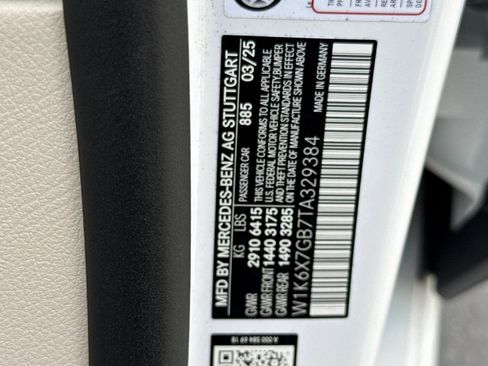 MFD BY MERCEDES-BENZ AG STUTTGART
PASSENGER CAR 885 03/25
KG LBS THIS VEHICLE CONFORMS TO ALL APPLICABLE
GVWR 2910 6415 U.S. FEDERAL MOTOR VEHICLE SAFETY, BUMPER
GAWR FRONT 1440 3175 AND THEFT PREVENTION STANDARDS IN EFFECT
GAWR REAR 1490 3285 ON THE DATE OF MANUFACTURE SHOWN ABOVE
MADE IN GERMANY
W1K6X7GB7TA329384